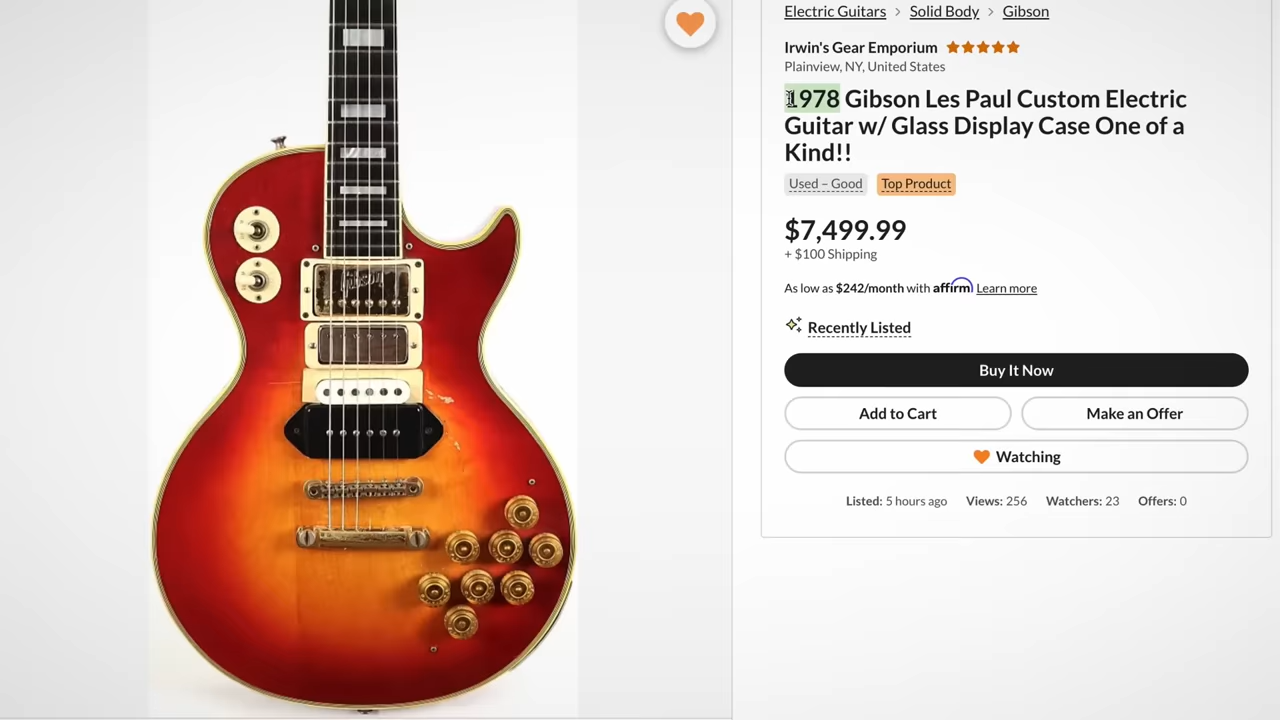 Electric Guitars > Solid Body > Gibson
Irwin's Gear Emporium
Plainview, NY, United States
1978 Gibson Les Paul Custom Electric
Guitar w/ Glass Display Case One of a
Kind!!
Used – Good Top Product
$7,499.99
+ $100 Shipping
As low as $242/month with affirm Learn more
Recently Listed
Buy It Now
Add to Cart Make an Offer
Watching
Listed: 5 hours ago Views: 256 Watchers: 23 Offers: 0
Gibson